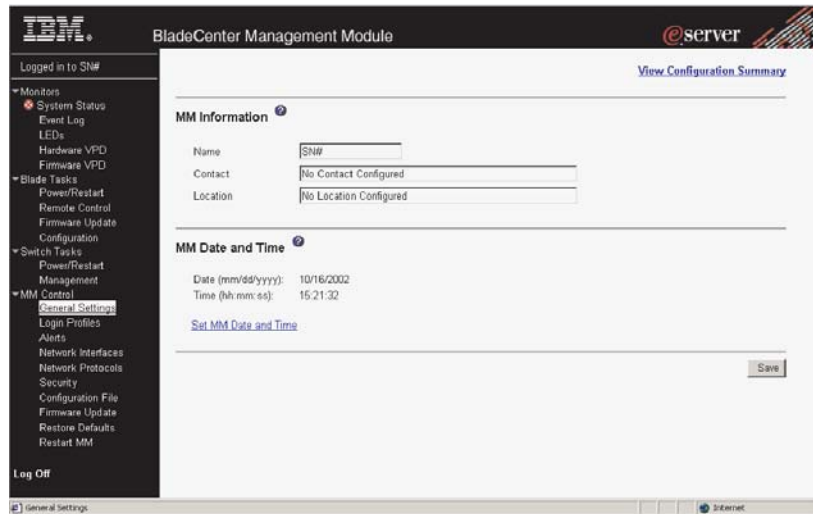 IBM.
BladeCenter Management Module
eserver
Logged in to SN#
View Configuration Summary
Monitors
System Status
Event Log
LEDs
Hardware VPD
Firmware VPD
Blade Tasks
Power/Restart
Remote Control
Firmware Update
Configuration
Switch Tasks
Power/Restart
Management
MM Control
General Settings
Login Profiles
Alerts
Network Interfaces
Network Protocols
Security
Configuration File
Firmware Update
Restore Defaults
Restart MM
Log Off
MM Information
Name SN#
Contact No Contact Configured
Location No Location Configured
MM Date and Time
Date (mm/dd/yyyy): 10/16/2002
Time (hh:mm:ss): 15:21:32
Set MM Date and Time
Save
General Settings
Internet